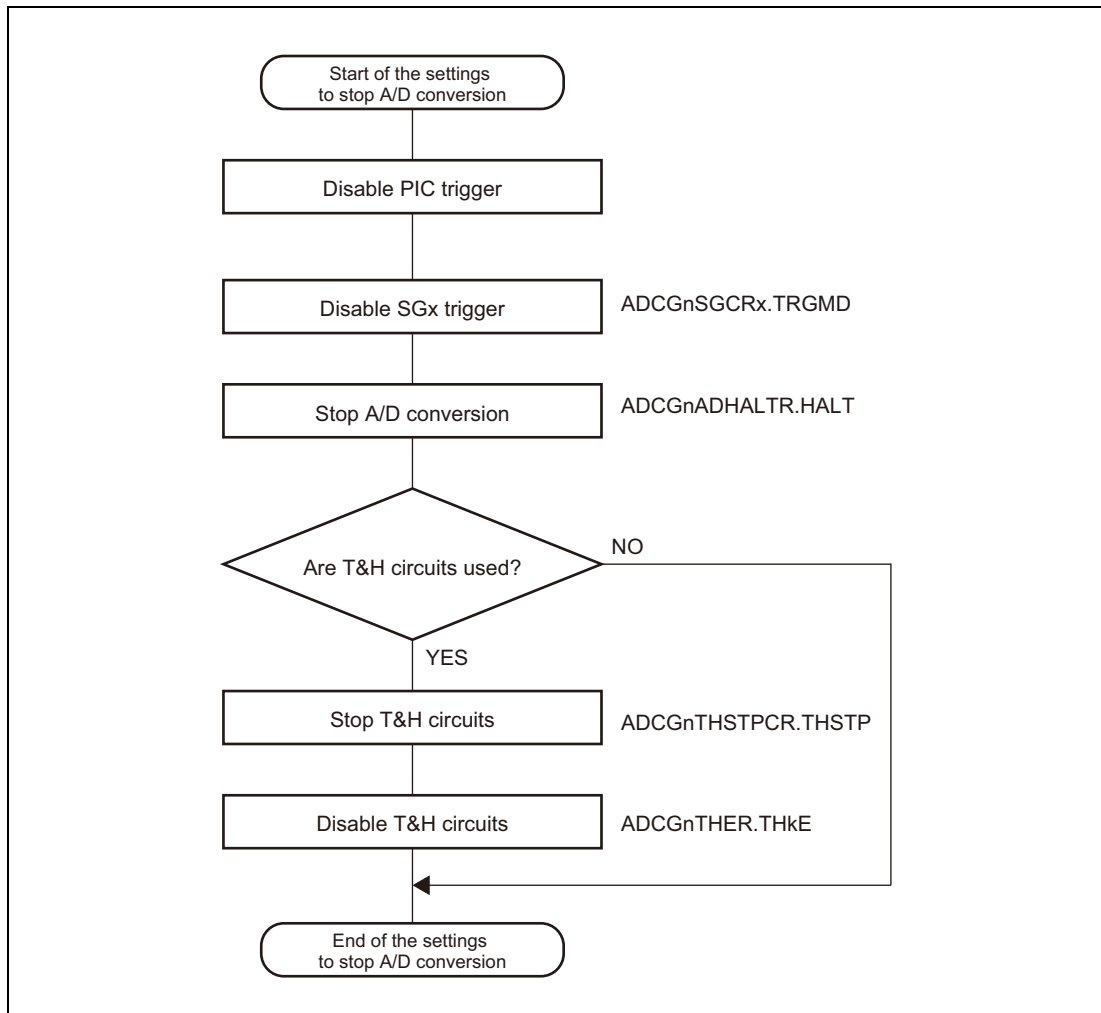 Start of the settings
to stop A/D conversion
Disable PIC trigger
Disable SGx trigger
ADCGnSGCRx.TRGMD
Stop A/D conversion
ADCGnADHALTR.HALT
Are T&H circuits used?
NO
YES
Stop T&H circuits
ADCGnTHSTPCR.THSTP
Disable T&H circuits
ADCGnTHER.THkE
End of the settings
to stop A/D conversion